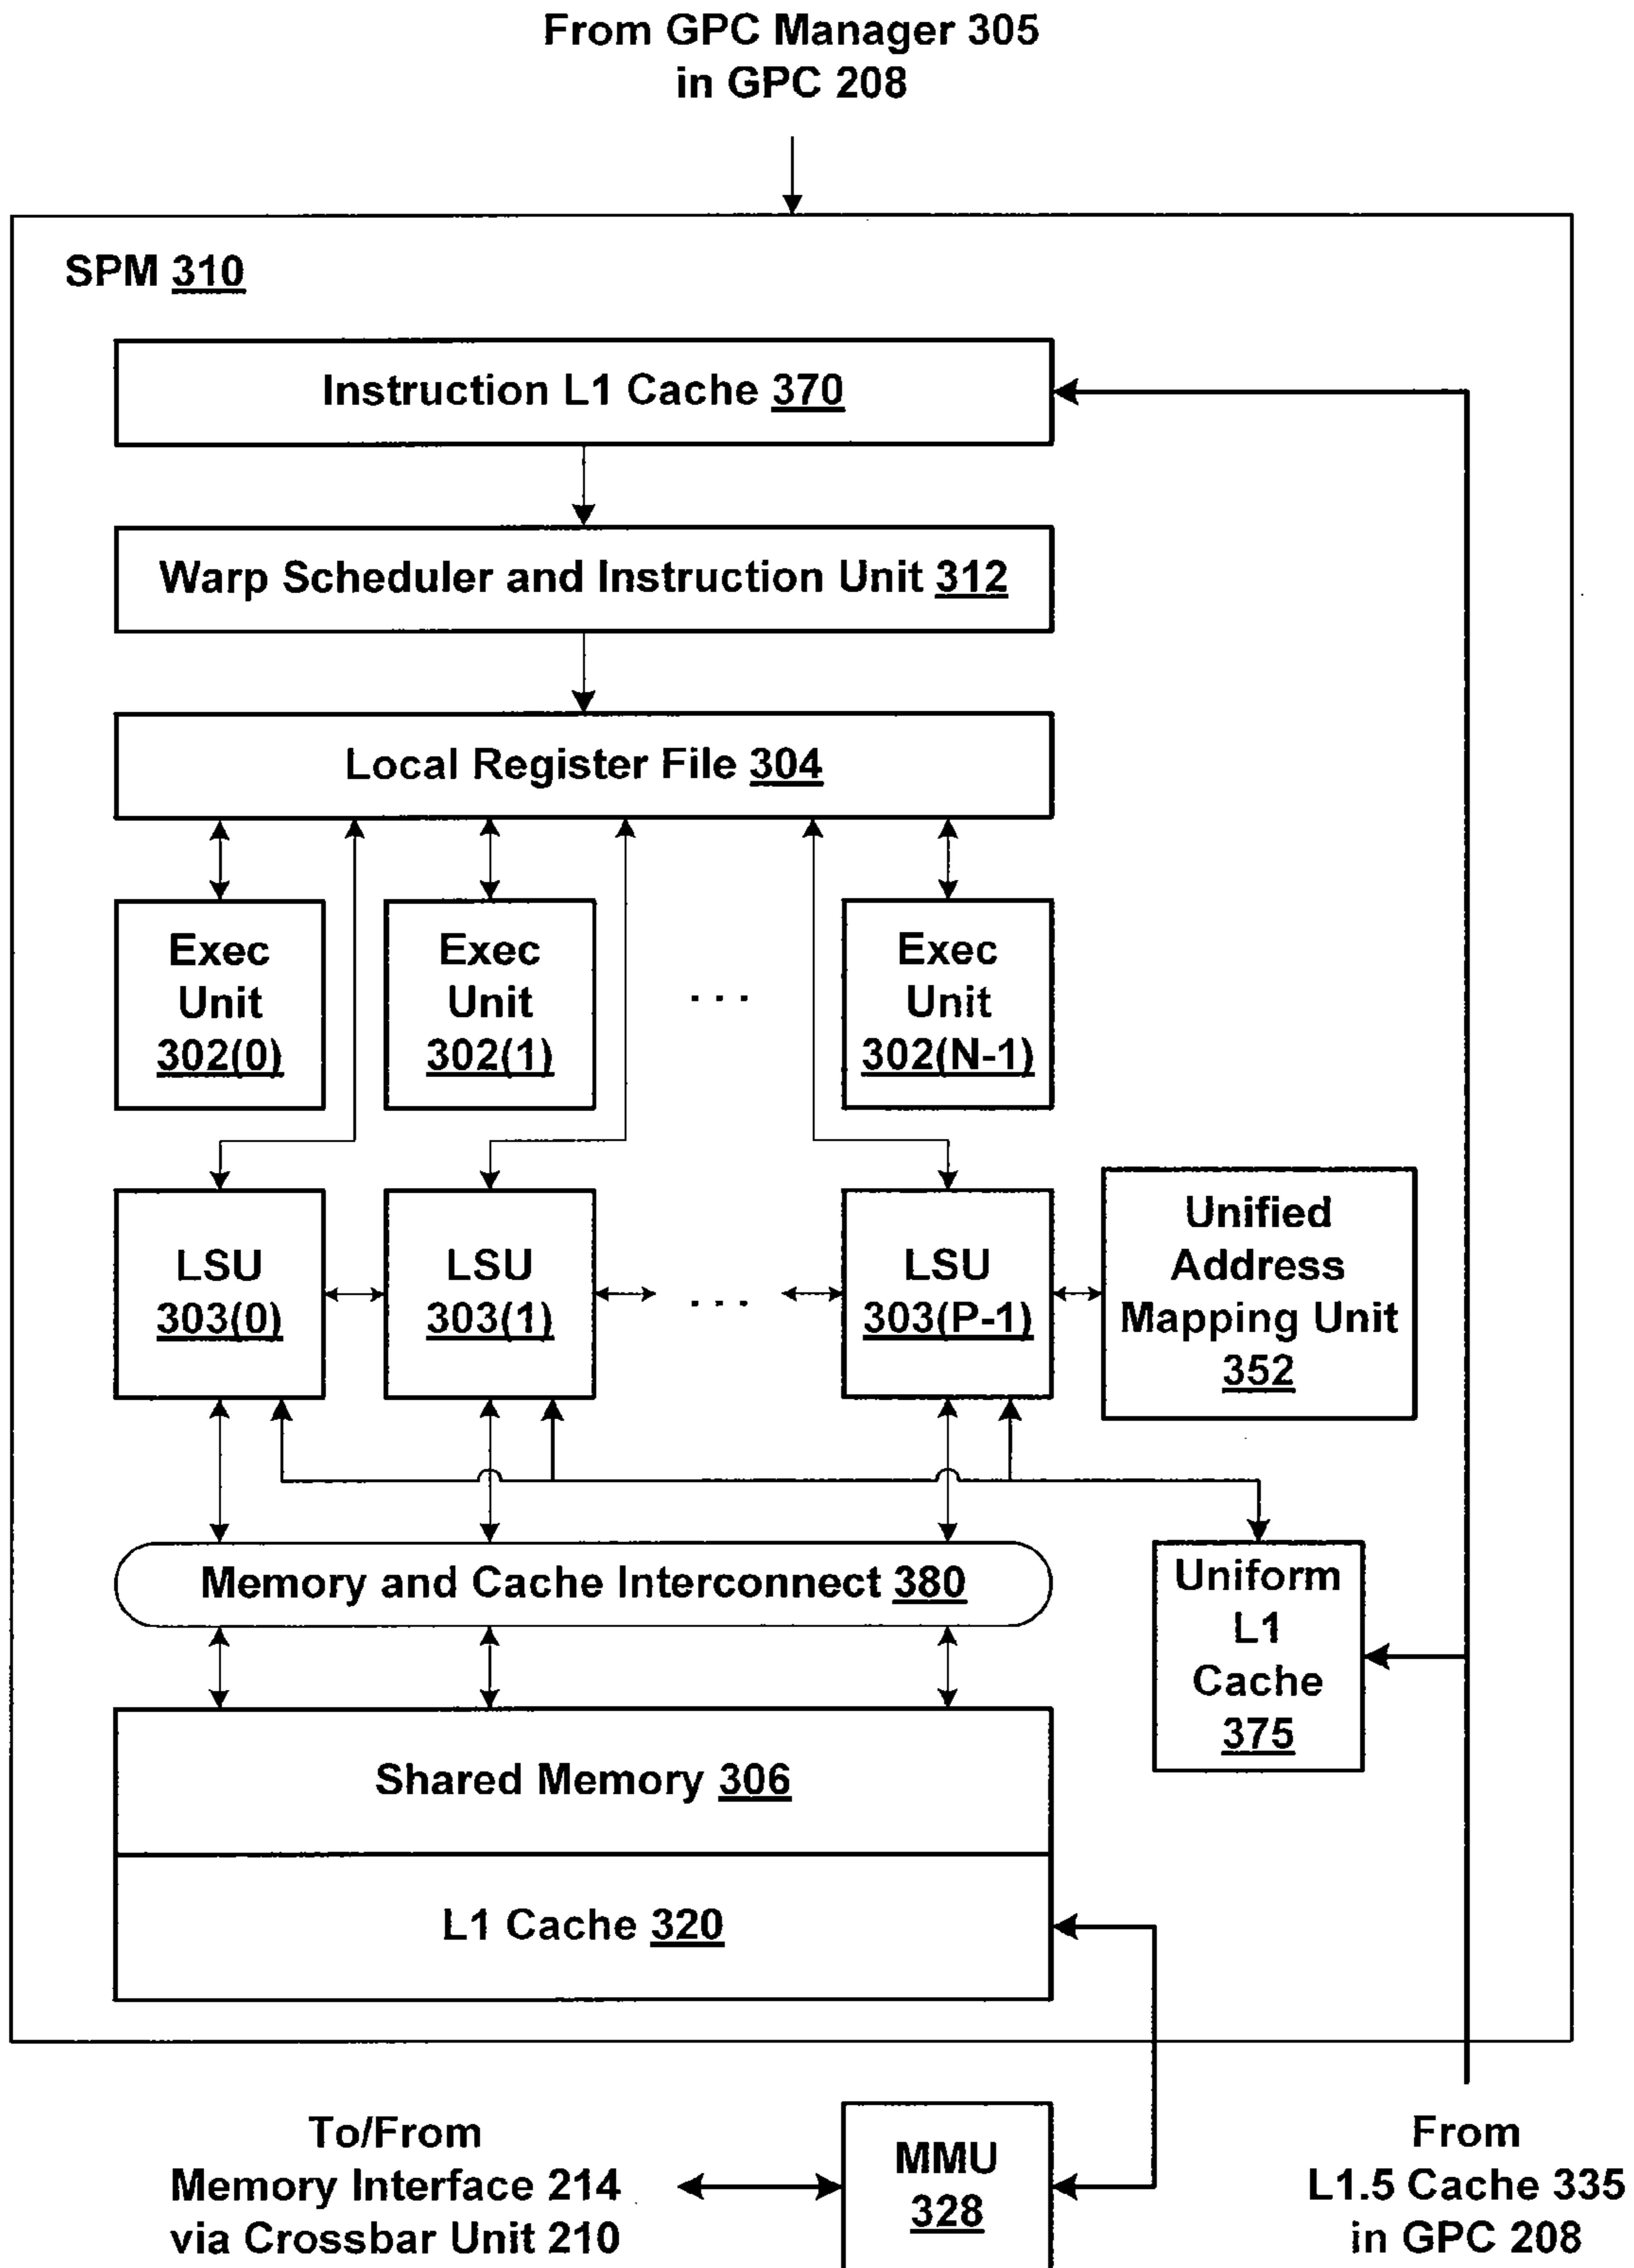 From GPC Manager 305
in GPC 208
SPM 310
Instruction L1 Cache 370
Warp Scheduler and Instruction Unit 312
Local Register File 304
Exec
Unit
302(0)
Exec
Unit
302(1)
. . .
Exec
Unit
302(N-1)
LSU
303(0)
LSU
303(1)
. . .
LSU
303(P-1)
Unified
Address
Mapping Unit
352
Memory and Cache Interconnect 380
Uniform
L1
Cache
375
Shared Memory 306
L1 Cache 320
To/From
Memory Interface 214
via Crossbar Unit 210
MMU
328
From
L1.5 Cache 335
in GPC 208